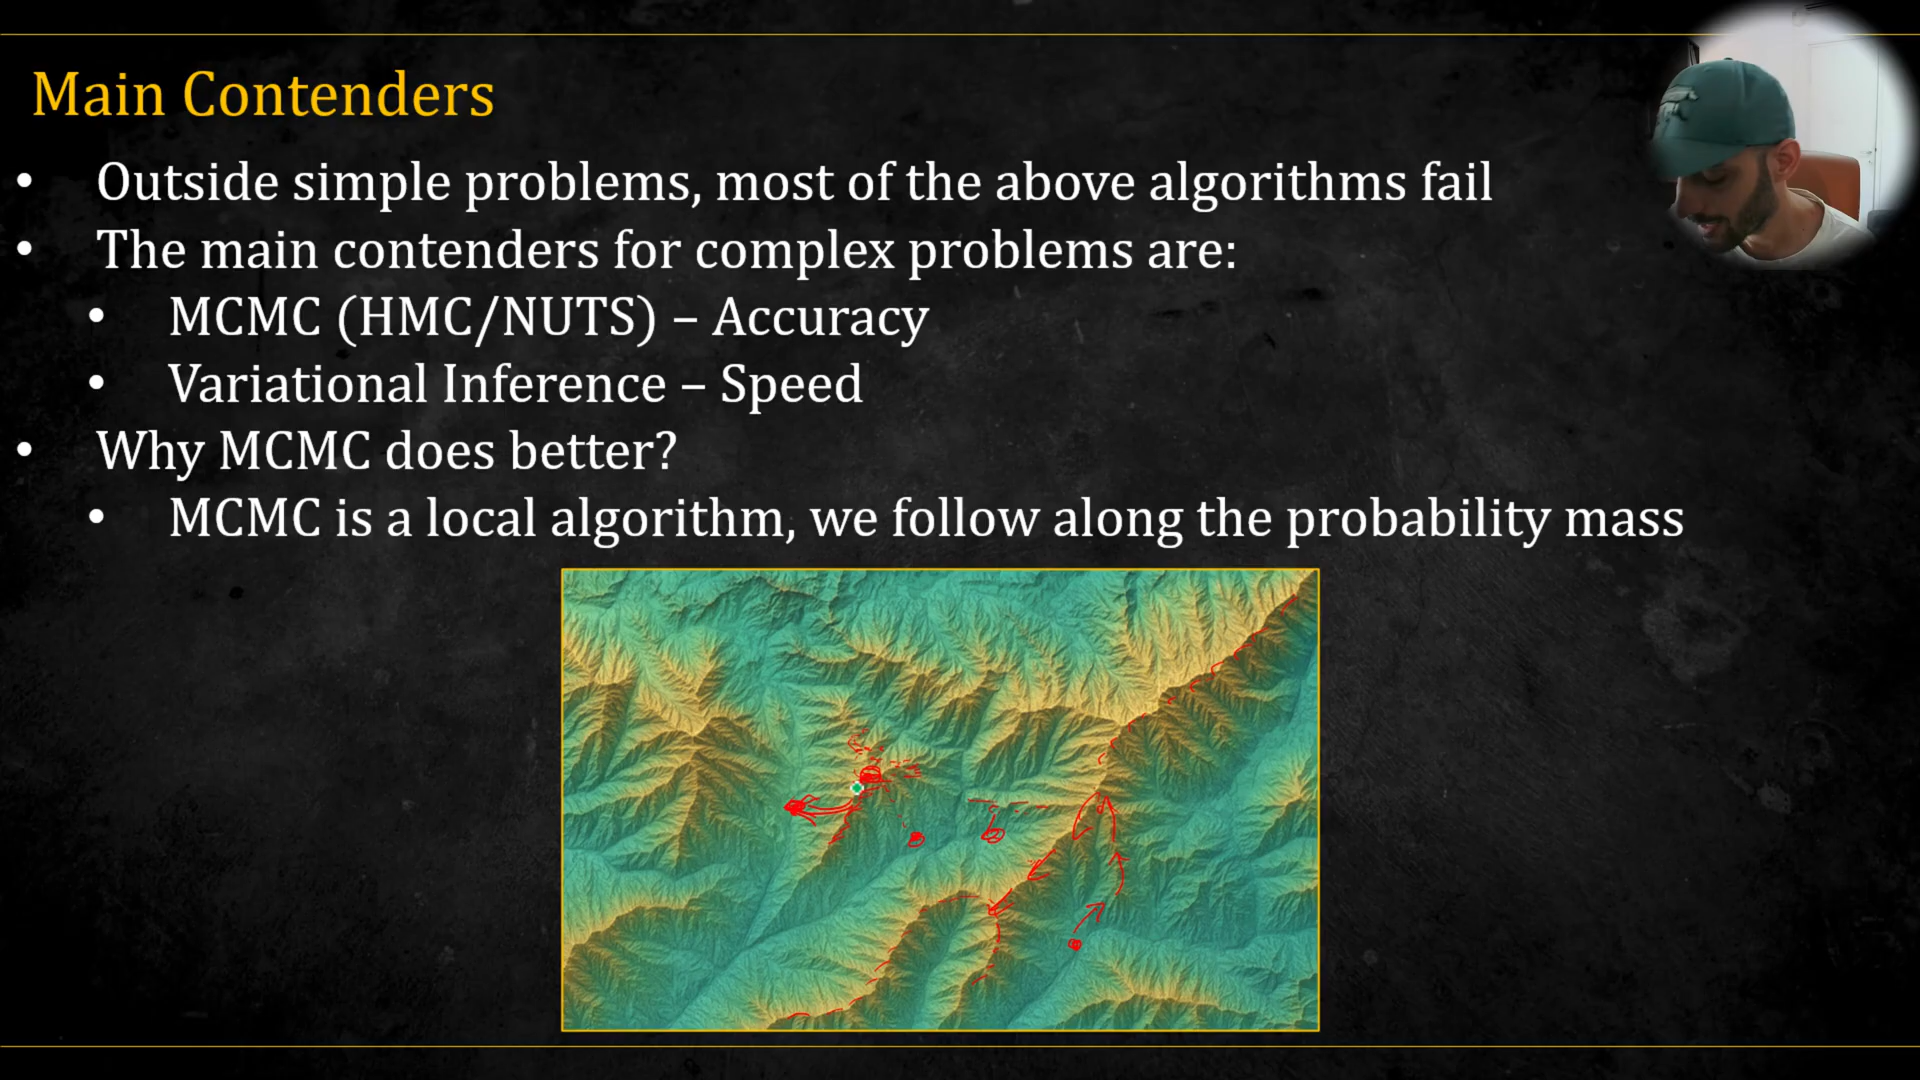 Main Contenders
• Outside simple problems, most of the above algorithms fail
• The main contenders for complex problems are:
• MCMC (HMC/NUTS) – Accuracy
• Variational Inference – Speed
• Why MCMC does better?
• MCMC is a local algorithm, we follow along the probability mass